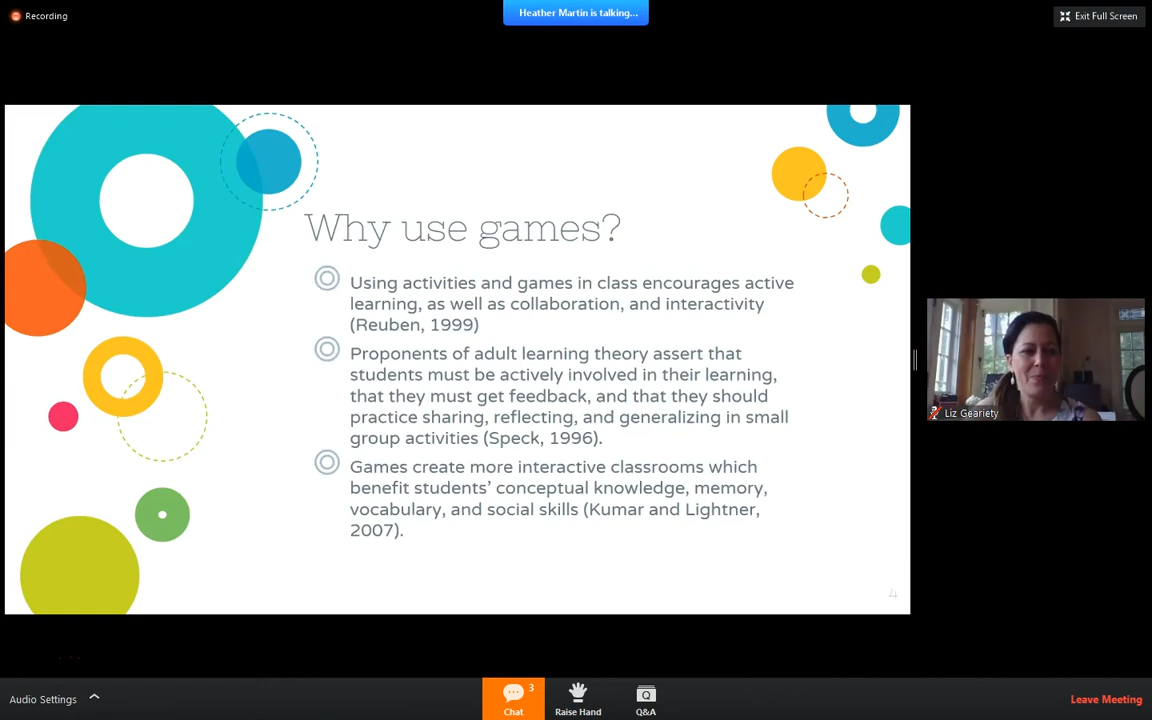 Recording
Heather Martin is talking...
Exit Full Screen
Why use games?
Using activities and games in class encourages active
learning, as well as collaboration, and interactivity
(Reuben, 1999)
Proponents of adult learning theory assert that
students must be actively involved in their learning,
that they must get feedback, and that they should
practice sharing, reflecting, and generalizing in small
group activities (Speck, 1996).
Games create more interactive classrooms which
benefit students' conceptual knowledge, memory,
vocabulary, and social skills (Kumar and Lightner,
2007).
4
Liz Geariety
Audio Settings
3
Chat
Raise Hand
Q
Q&A
Leave Meeting